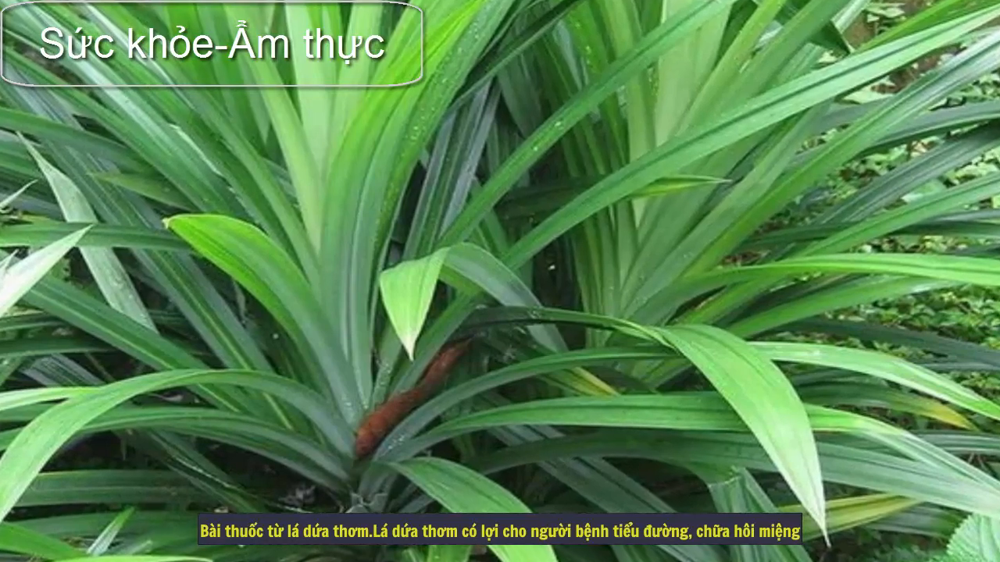 Sức khỏe-Ẩm thực
Bài thuốc từ lá dứa thơm.Lá dứa thơm có lợi cho người bệnh tiểu đường, chữa hôi miệng